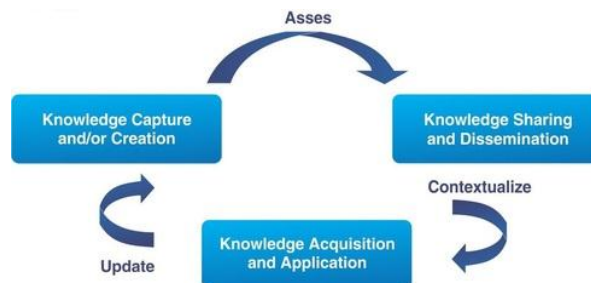 Asses
Knowledge Capture
and/or Creation
Knowledge Sharing
and Dissemination
Contextualize
Knowledge Acquisition
and Application
Update